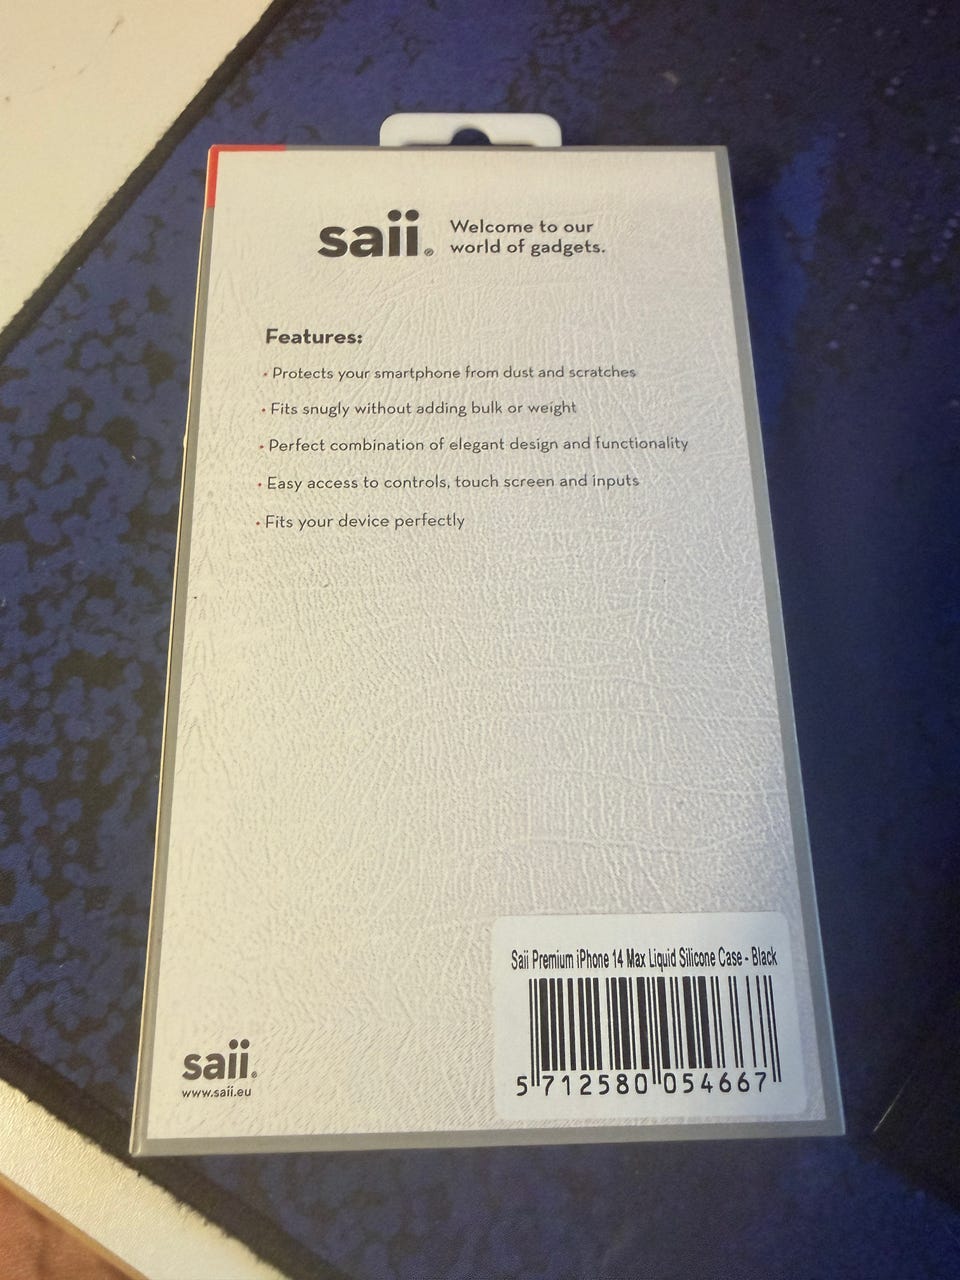 saii® Welcome to our
world of gadgets.
Features:
• Protects your smartphone from dust and scratches
• Fits snugly without adding bulk or weight
• Perfect combination of elegant design and functionality
• Easy access to controls, touch screen and inputs
• Fits your device perfectly
Saii Premium iPhone 14 Max Liquid Silicone Case - Black
5 712580 054667
saii®
www.saii.eu